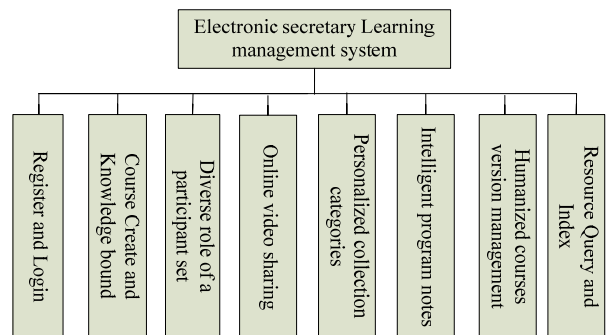 Electronic secretary Learning
management system
Register and Login
Course Create and
Knowledge bound
Diverse role of a
participant set
Online video sharing
Personalized collection
categories
Intelligent program notes
Humanized courses
version management
Resource Query and
Index